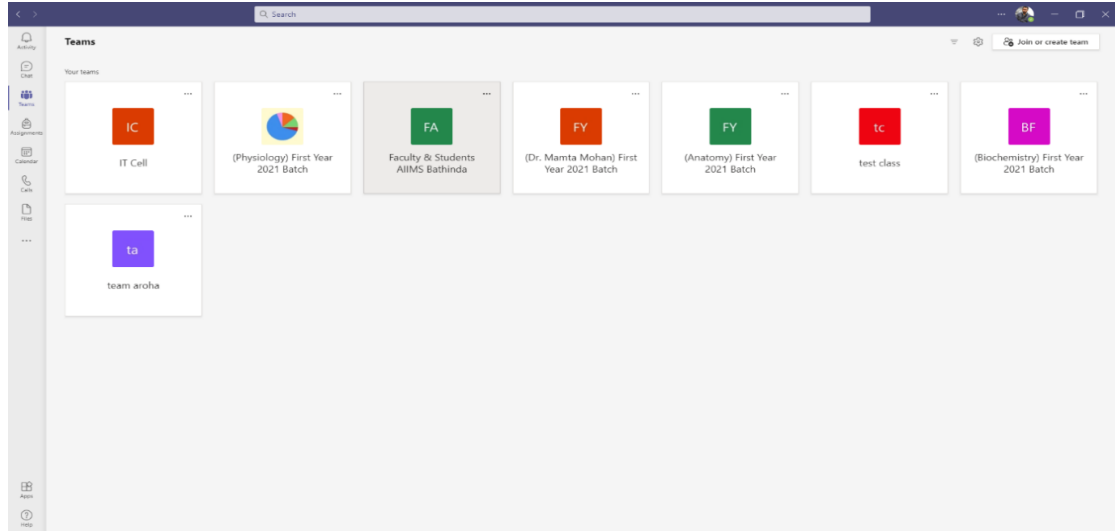 Search
Activity
Chat
Teams
Assignments
Calendar
Calls
Files
Apps
Help
Teams
Join or create team
Your teams
IC
IT Cell
(Physiology) First Year
2021 Batch
FA
Faculty & Students
AIIMS Bathinda
FY
(Dr. Mamta Mohan) First
Year 2021 Batch
FY
(Anatomy) First Year
2021 Batch
tc
test class
BF
(Biochemistry) First Year
2021 Batch
ta
team aroha